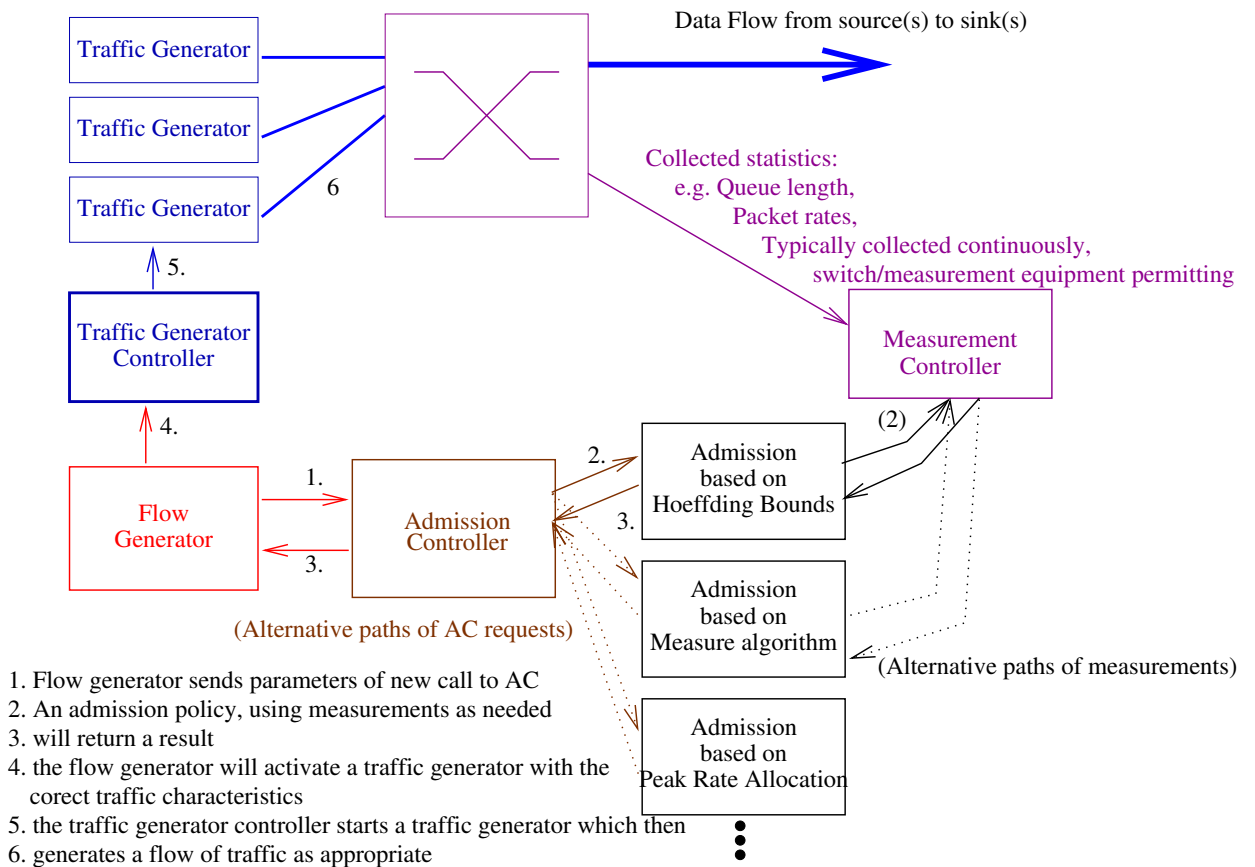 Data Flow from source(s) to sink(s)
Traffic Generator
Traffic Generator
Traffic Generator
6
Collected statistics:
e.g. Queue length,
Packet rates,
Typically collected continuously,
switch/measurement equipment permitting
5.
Traffic Generator
Controller
Measurement
Controller
4.
(2)
1.
2.
Admission
based on
Hoeffding Bounds
Flow
Generator
Admission
Controller
3.
3.
Admission
based on
Measure algorithm
(Alternative paths of AC requests)
(Alternative paths of measurements)
Admission
based on
Peak Rate Allocation
1. Flow generator sends parameters of new call to AC
2. An admission policy, using measurements as needed
3. will return a result
4. the flow generator will activate a traffic generator with the
corect traffic characteristics
5. the traffic generator controller starts a traffic generator which then
6. generates a flow of traffic as appropriate